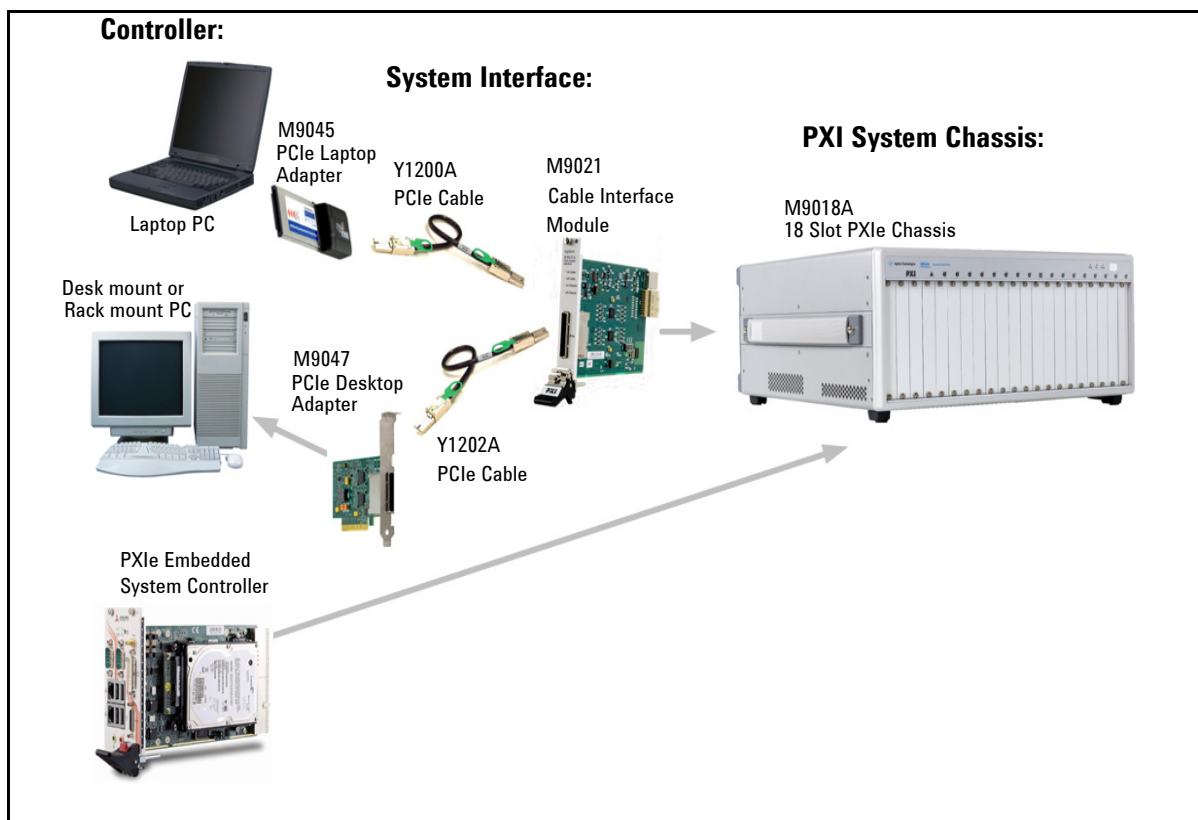 Controller:
System Interface:
PXI System Chassis:
M9045
PCIe Laptop
Adapter
Laptop PC
Y1200A
PCIe Cable
M9021
Cable Interface
Module
M9018A
18 Slot PXIe Chassis
PXI
Desk mount or
Rack mount PC
M9047
PCIe Desktop
Adapter
PXI
Y1202A
PCIe Cable
PXIe Embedded
System Controller